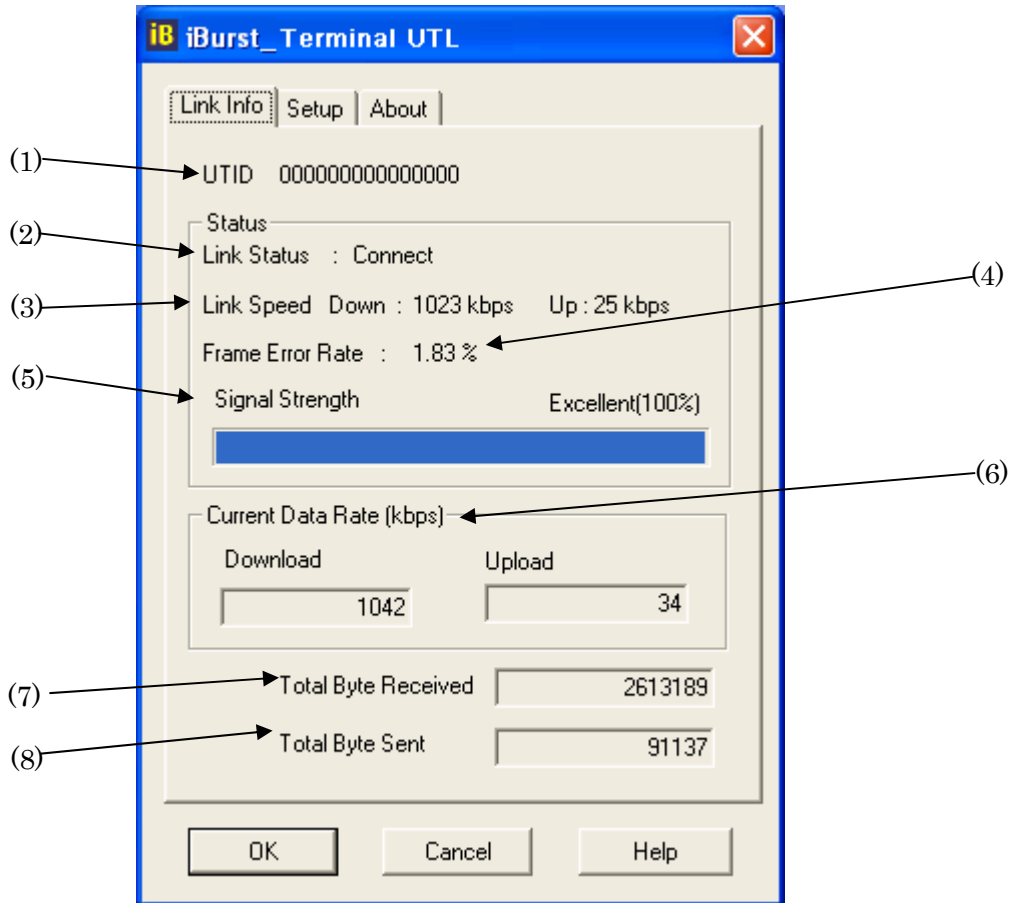 iB iBurst_Terminal UTL
Link Info Setup About
(1) UTID 000000000000000
Status
(2) Link Status : Connect
(3) Link Speed Down : 1023 kbps Up : 25 kbps
(4)
Frame Error Rate : 1.83 %
(5) Signal Strength Excellent(100%)
(6)
Current Data Rate (kbps)
Download Upload
1042 34
(7) Total Byte Received 2613189
(8) Total Byte Sent 91137
OK Cancel Help